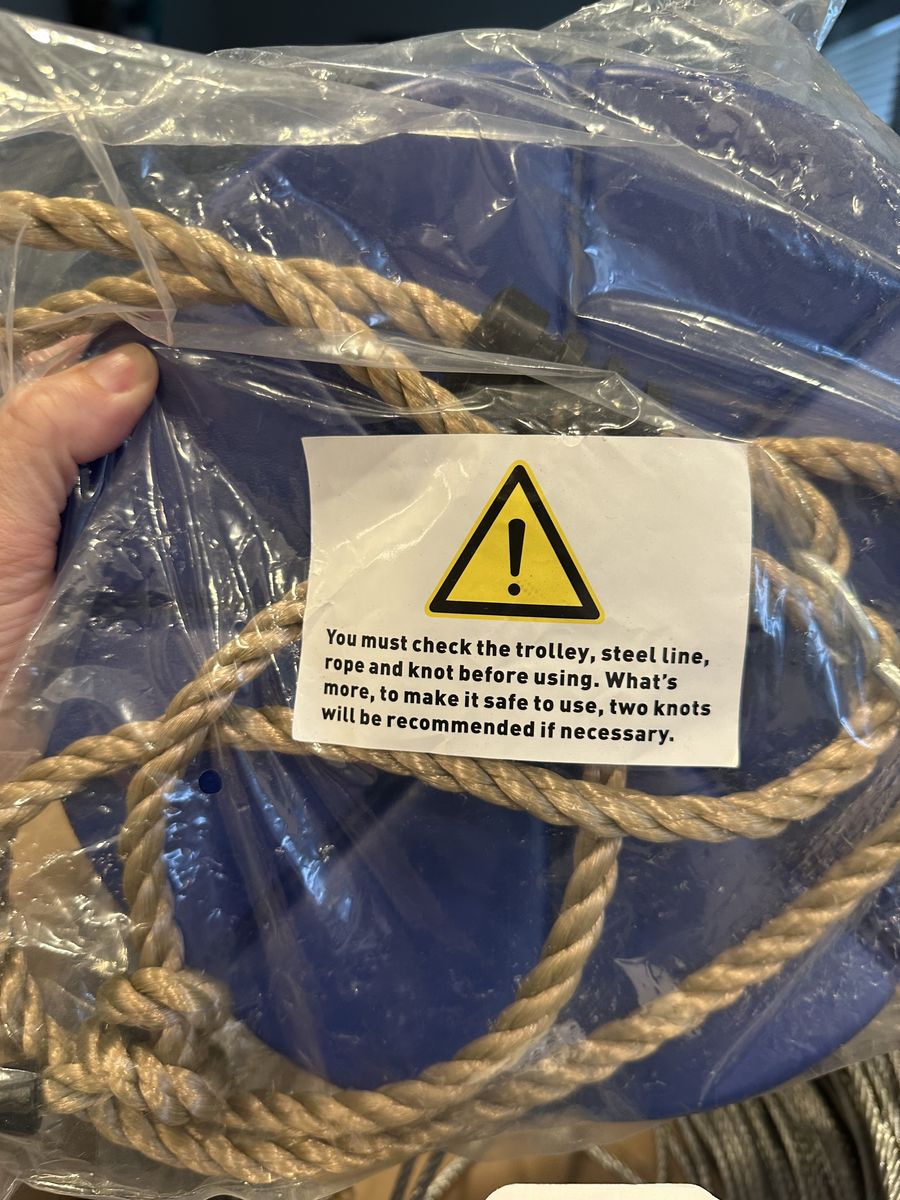 You must check the trolley, steel line,
rope and knot before using. What's
more, to make it safe to use, two knots
will be recommended if necessary.